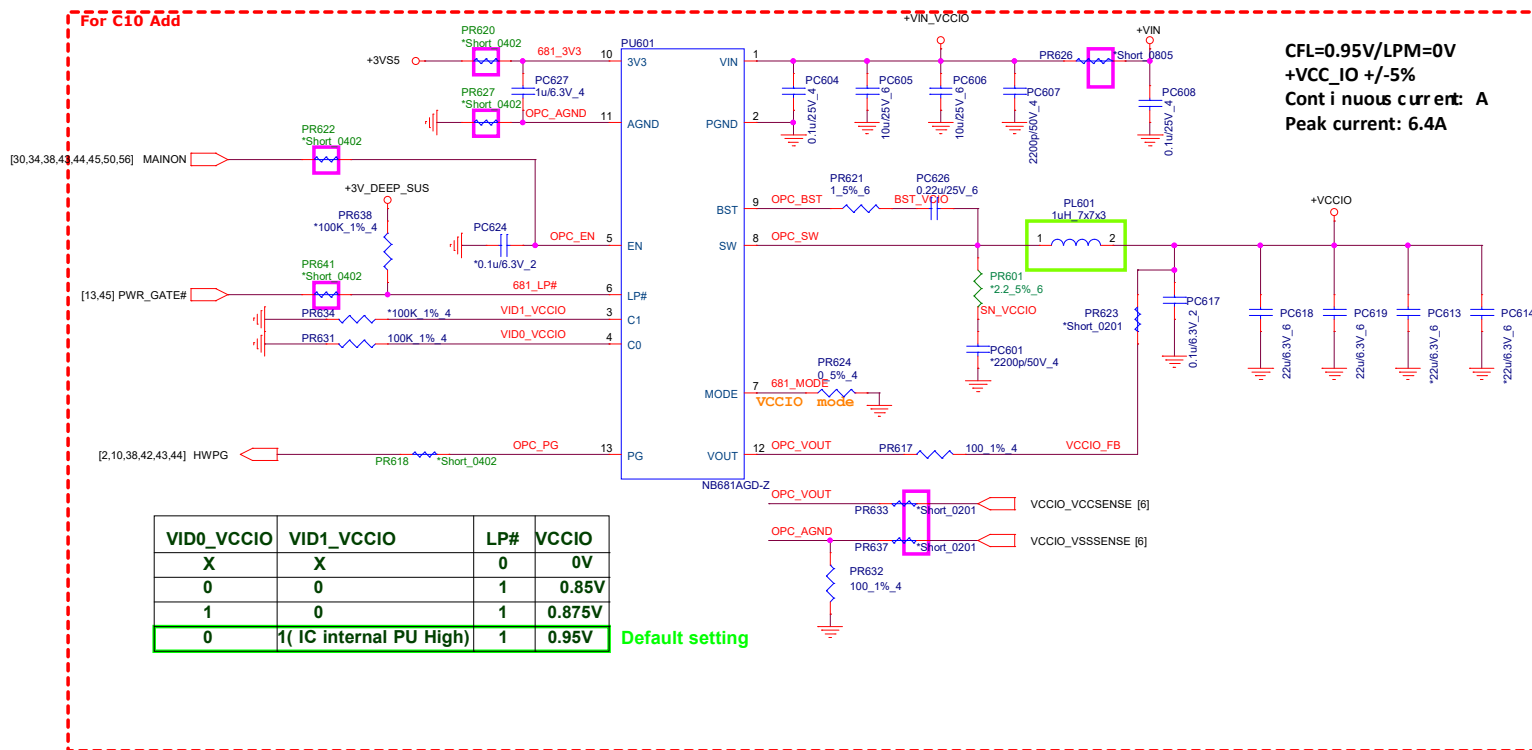 For C10 Add
+VIN_VCCIO
+VIN
CFL=0.95V/LPM=0V
+VCC_IO +/-5%
Cont i nuous cur rent: A
Peak current: 6.4A
PR620
*Short_0402
+3VS5
681_3V3
10
3V3
PU601
VIN
1
PR626
*Short_0805
PC627
1u/6.3V_4
PC604
0.1u/25V_4
PC605
10u/25V_6
PC606
10u/25V_6
PC607
2200p/50V_4
PC608
0.1u/25V_4
PR627
*Short_0402
OPC_AGND
11
AGND
PGND
2
PR622
*Short_0402
[30,34,38,43,44,45,50,56] MAINON
+3V_DEEP_SUS
PR638
*100K_1%_4
PC624
*0.1u/6.3V_2
OPC_EN
5
EN
BST
9
OPC_BST
PR621
1_5%_6
BST_VCIO
PC626
0.22u/25V_6
SW
8
OPC_SW
PL601
1uH_7x7x3
1
2
+VCCIO
PR641
*Short_0402
[13,45] PWR_GATE#
681_LP#
6
LP#
PR634
*100K_1%_4
VID1_VCCIO
3
C1
PR631
100K_1%_4
VID0_VCCIO
4
C0
PR601
*2.2_5%_6
SN_VCCIO
PC601
*2200p/50V_4
PR623
*Short_0201
PC617
0.1u/6.3V_2
PC618
22u/6.3V_6
PC619
22u/6.3V_6
PC613
*22u/6.3V_6
PC614
*22u/6.3V_6
MODE
7
681_MODE
VCCIO mode
PR624
0_5%_4
[2,10,38,42,43,44] HWPG
PR618
*Short_0402
OPC_PG
13
PG
VOUT
12
OPC_VOUT
PR617
100_1%_4
VCCIO_FB
NB681AGD-Z
OPC_VOUT
PR633
*Short_0201
VCCIO_VCCSENSE [6]
OPC_AGND
PR637
*Short_0201
VCCIO_VSSSENSE [6]
PR632
100_1%_4
VID0_VCCIO VID1_VCCIO LP# VCCIO
X X 0 0V
0 0 1 0.85V
1 0 1 0.875V
0 1( IC internal PU High) 1 0.95V
Default setting